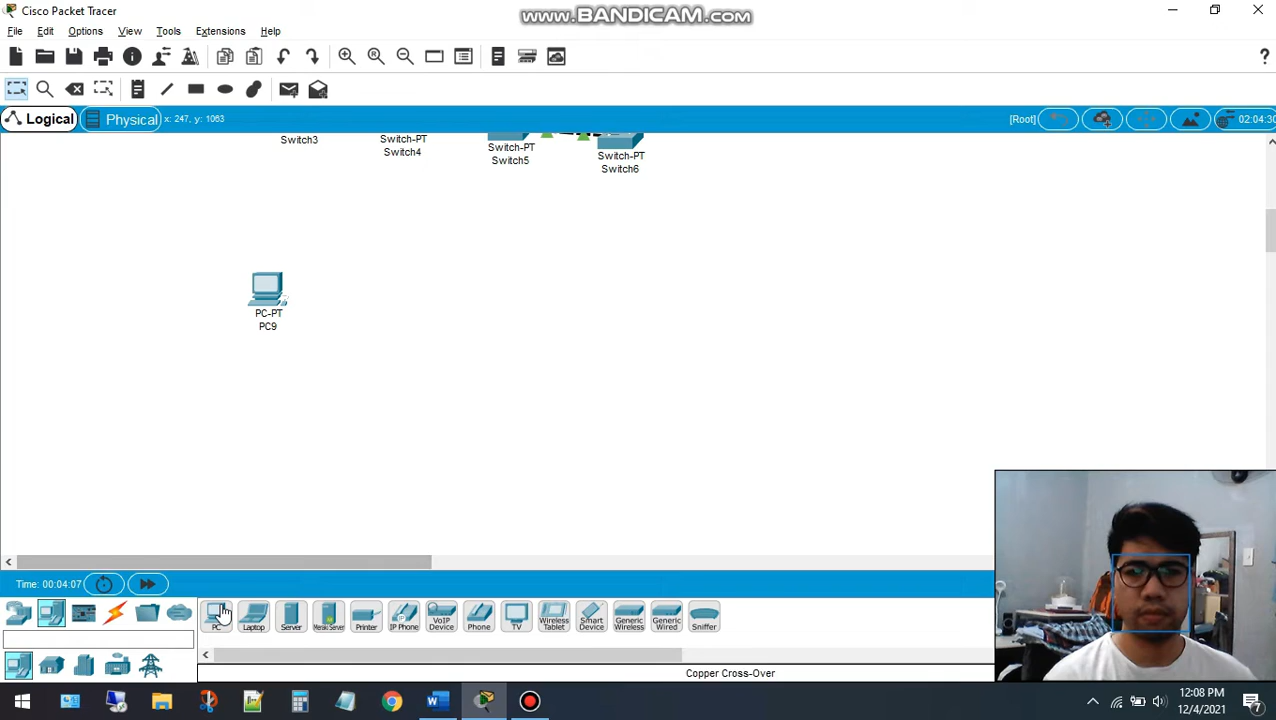 Cisco Packet Tracer
www.BANDICAM.com
File Edit Options View Tools Extensions Help
?
Logical Physical x: 247, y: 1063 [Root] 02:04:30
Switch3
Switch-PT
Switch4
Switch-PT
Switch5
Switch-PT
Switch6
PC-PT
PC9
Time: 00:04:07
PC Laptop Server Meraki Server Printer IP Phone VoIP Device Phone TV Wireless Tablet Smart Device Generic Wireless Generic Wired Sniffer
Copper Cross-Over
12:08 PM
12/4/2021
7